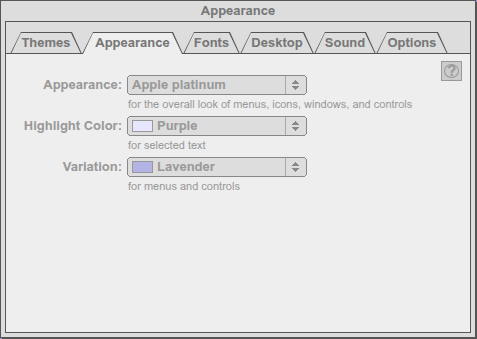 Appearance
Themes Appearance Fonts Desktop Sound Options
?
Appearance: Apple platinum
for the overall look of menus, icons, windows, and controls
Highlight Color: Purple
for selected text
Variation: Lavender
for menus and controls